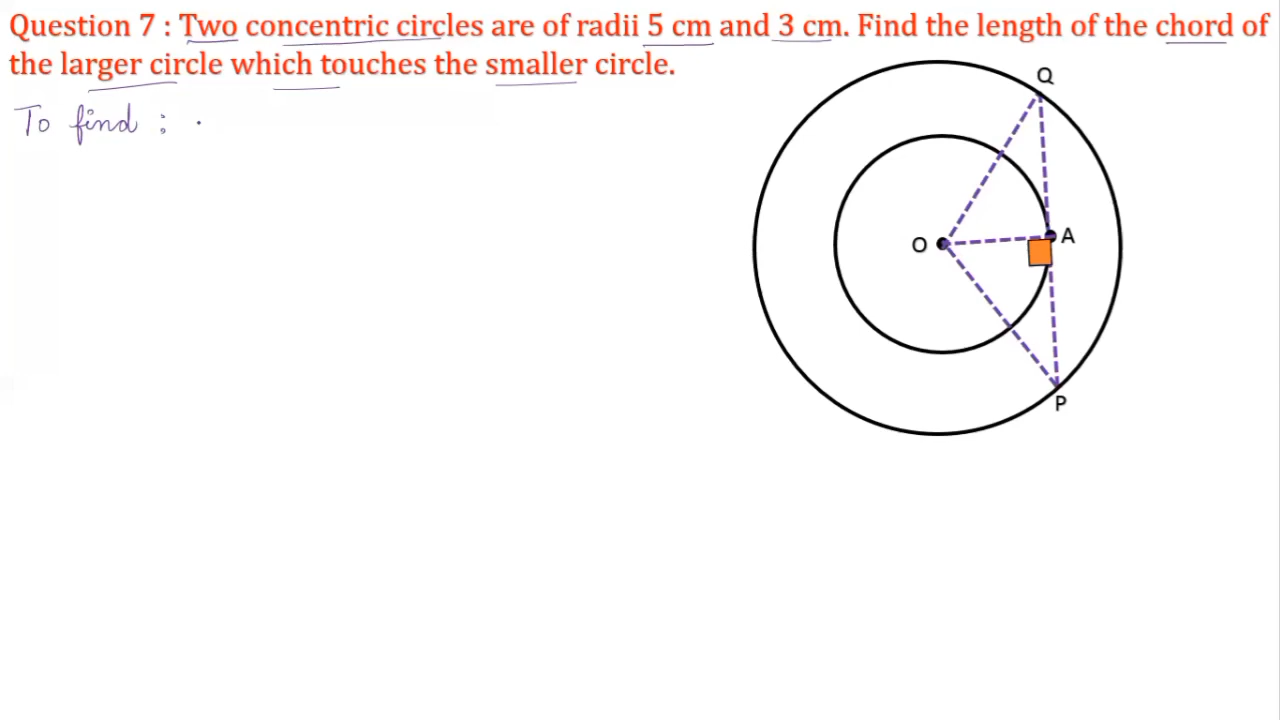 Question 7 : Two concentric circles are of radii 5 cm and 3 cm. Find the length of the chord of
the larger circle which touches the smaller circle.
To find :
Q
O
A
P